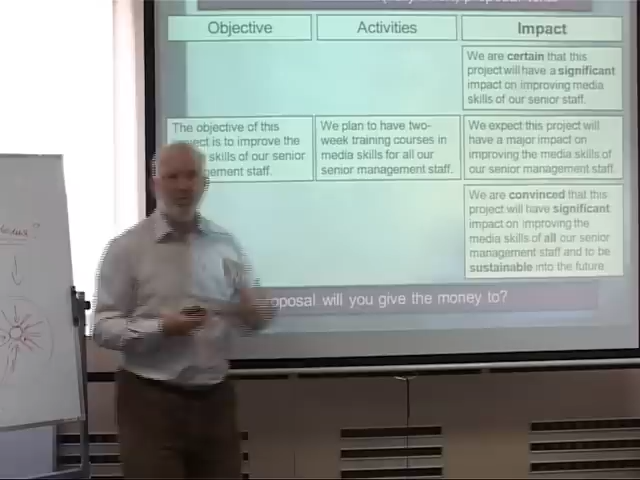 proposal
Objective
Activities
Impact
We are certain that this
project will have a significant
impact on improving media
skills of our senior staff.
The objective of this
is to improve the
skills of our senior
staff.
We plan to have two-
week training courses in
media skills for all our
senior management staff.
We expect this project will
have a major impact on
improving the media skills of
our senior management staff.
We are convinced that this
project will have significant
impact on improving the
media skills of all our senior
management staff and to be
sustainable into the future.
will you give the money to?